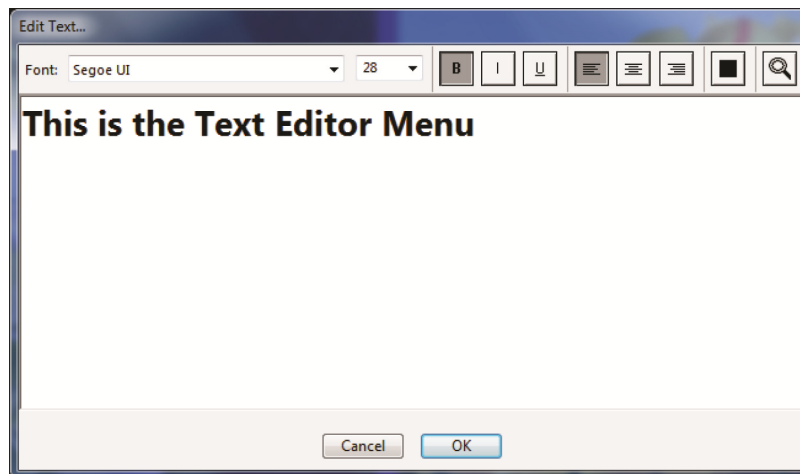 Edit Text...
Font: Segoe UI 28 B I U
This is the Text Editor Menu
Cancel OK